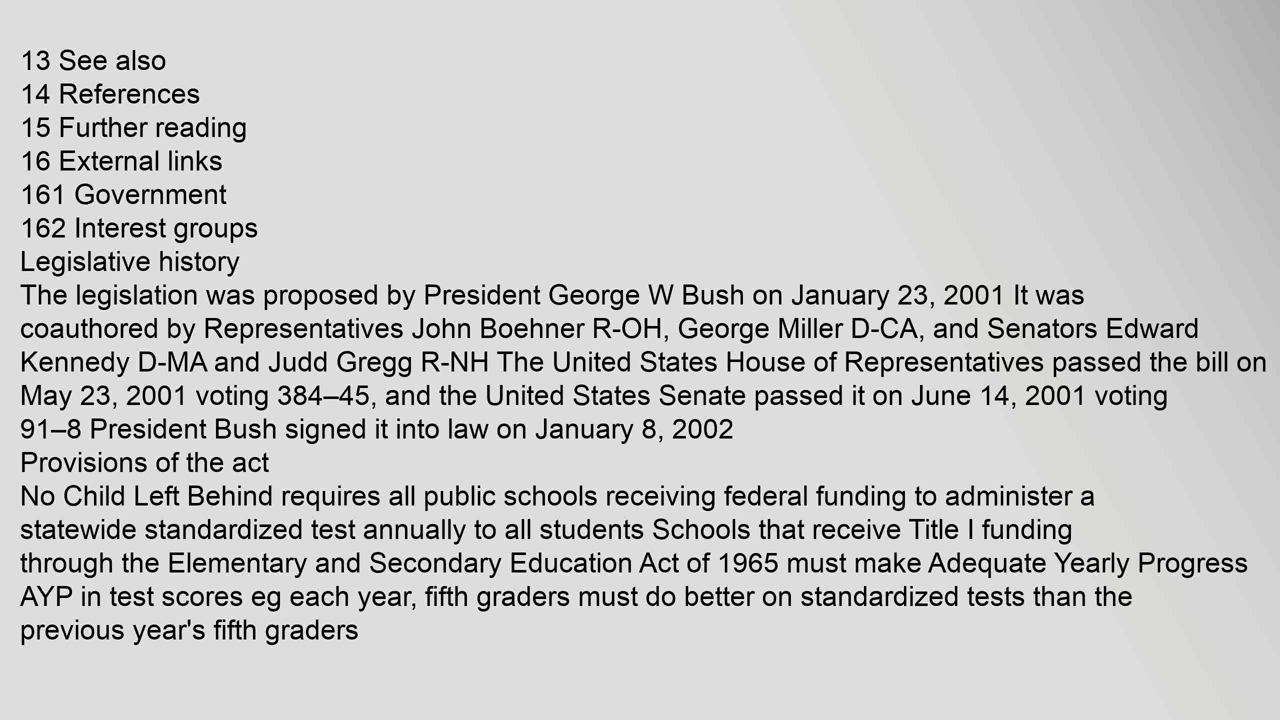 13 See also
14 References
15 Further reading
16 External links
161 Government
162 Interest groups
Legislative history
The legislation was proposed by President George W Bush on January 23, 2001 It was
coauthored by Representatives John Boehner R-OH, George Miller D-CA, and Senators Edward
Kennedy D-MA and Judd Gregg R-NH The United States House of Representatives passed the bill on
May 23, 2001 voting 384–45, and the United States Senate passed it on June 14, 2001 voting
91–8 President Bush signed it into law on January 8, 2002
Provisions of the act
No Child Left Behind requires all public schools receiving federal funding to administer a
statewide standardized test annually to all students Schools that receive Title I funding
through the Elementary and Secondary Education Act of 1965 must make Adequate Yearly Progress
AYP in test scores eg each year, fifth graders must do better on standardized tests than the
previous year's fifth graders